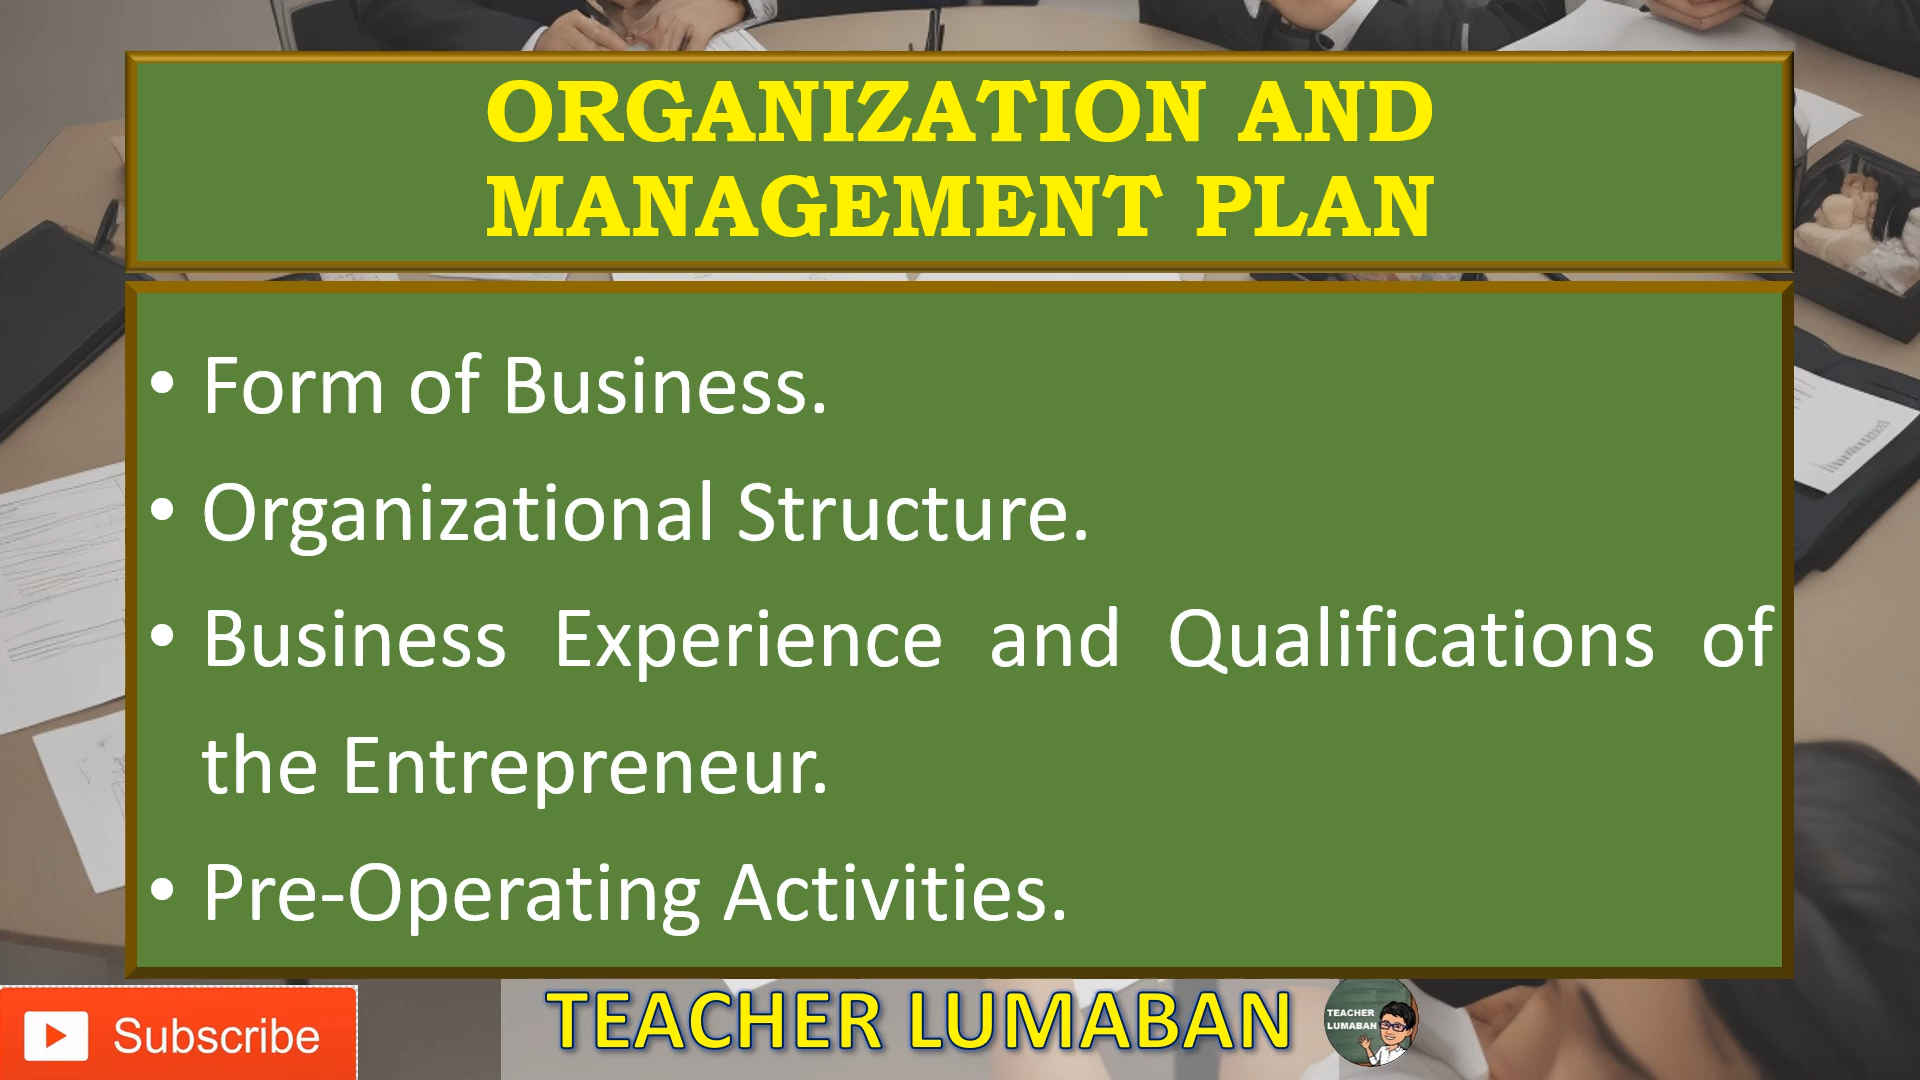 ORGANIZATION AND
MANAGEMENT PLAN
• Form of Business.
• Organizational Structure.
• Business Experience and Qualifications of
the Entrepreneur.
• Pre-Operating Activities.
Subscribe
TEACHER LUMABAN
TEACHER
LUMABAN